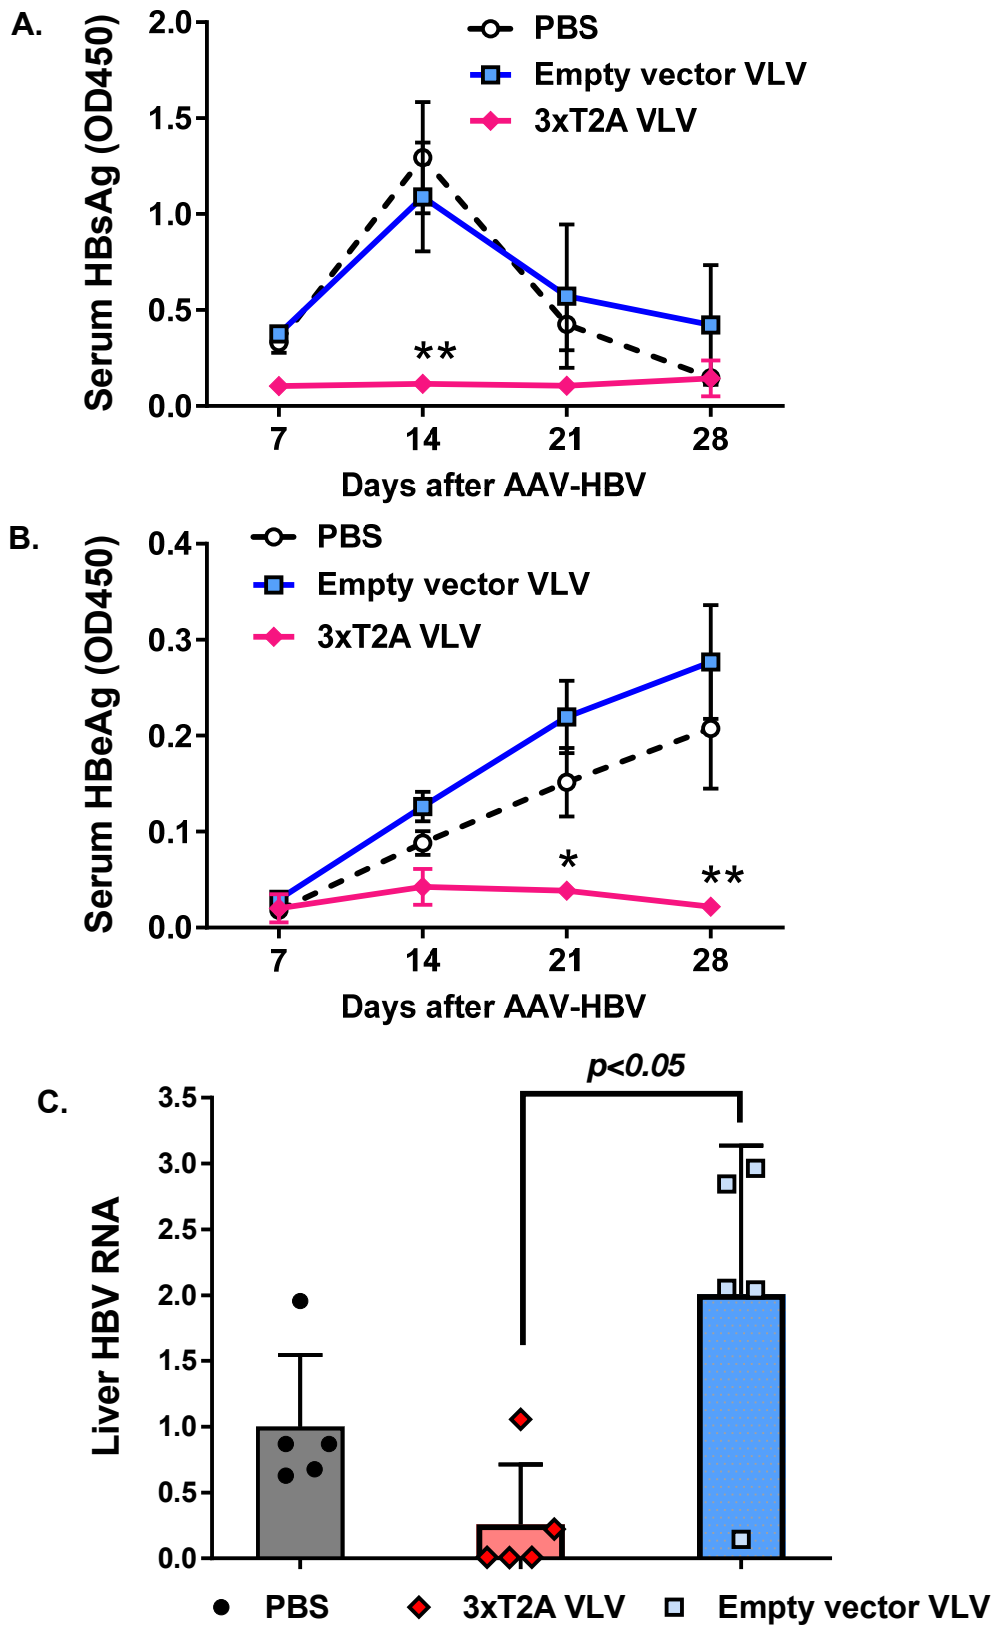 A.
Serum HBsAg (OD450)
2.0
1.5
1.0
0.5
0.0
PBS
Empty vector VLV
3xT2A VLV
**
7 14 21 28
Days after AAV-HBV
B.
Serum HBeAg (OD450)
0.4
0.3
0.2
0.1
0.0
PBS
Empty vector VLV
3xT2A VLV
*
**
7 14 21 28
Days after AAV-HBV
C.
Liver HBV RNA
3.5
3.0
2.5
2.0
1.5
1.0
0.5
0.0
p<0.05
PBS 3xT2A VLV Empty vector VLV